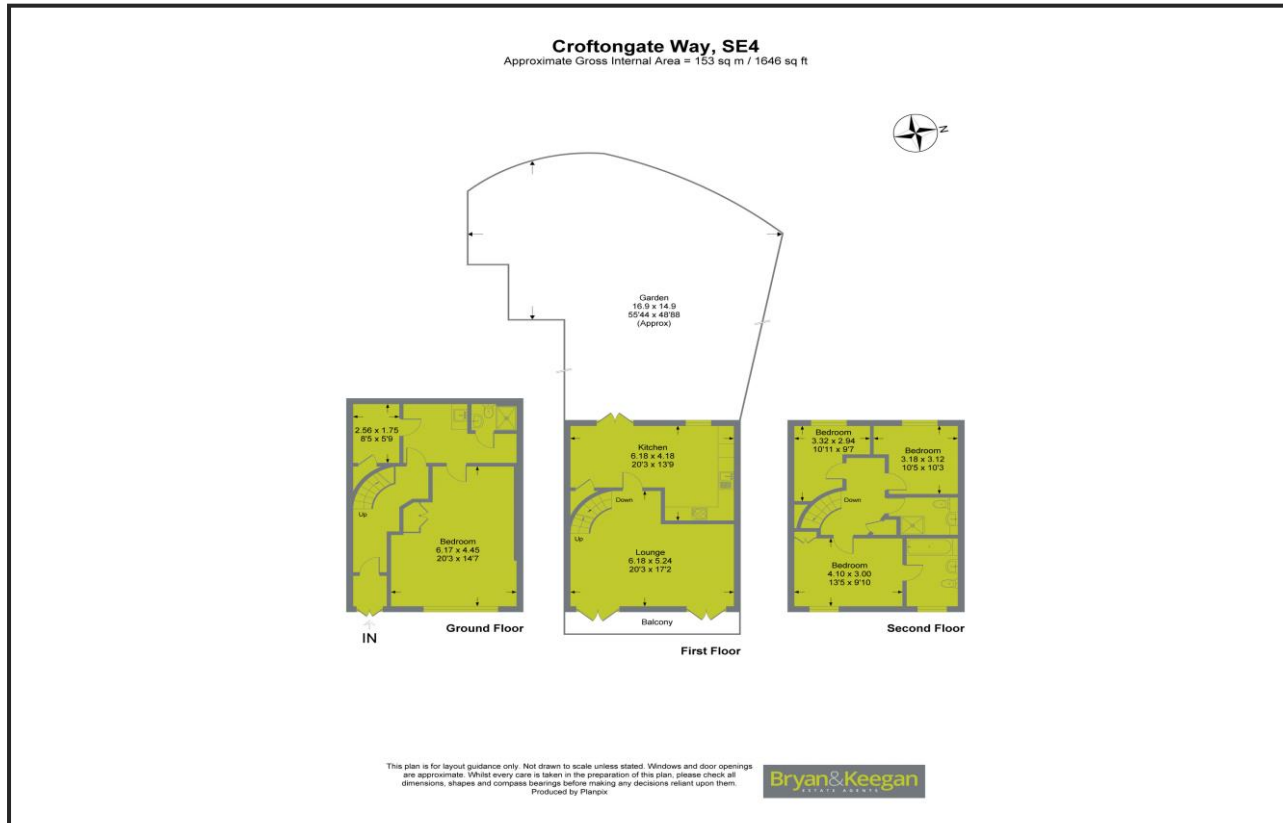 Croftongate Way, SE4
Approximate Gross Internal Area = 153 sq m / 1646 sq ft
N
Garden
16.9 x 14.9
55'44 x 48'88
(Approx)
2.56 x 1.75
8'5 x 5'9
Up
Bedroom
6.17 x 4.45
20'3 x 14'7
IN
Ground Floor
Kitchen
6.18 x 4.18
20'3 x 13'9
Down
Up
Lounge
6.18 x 5.24
20'3 x 17'2
Balcony
First Floor
Bedroom
3.32 x 2.94
10'11 x 9'7
Bedroom
3.18 x 3.12
10'5 x 10'3
Down
Bedroom
4.10 x 3.00
13'5 x 9'10
Second Floor
This plan is for layout guidance only. Not drawn to scale unless stated. Windows and door openings
are approximate. Whilst every care is taken in the preparation of this plan, please check all
dimensions, shapes and compass bearings before making any decisions reliant upon them.
Produced by Planpix
Bryan&Keegan
ESTATE AGENTS